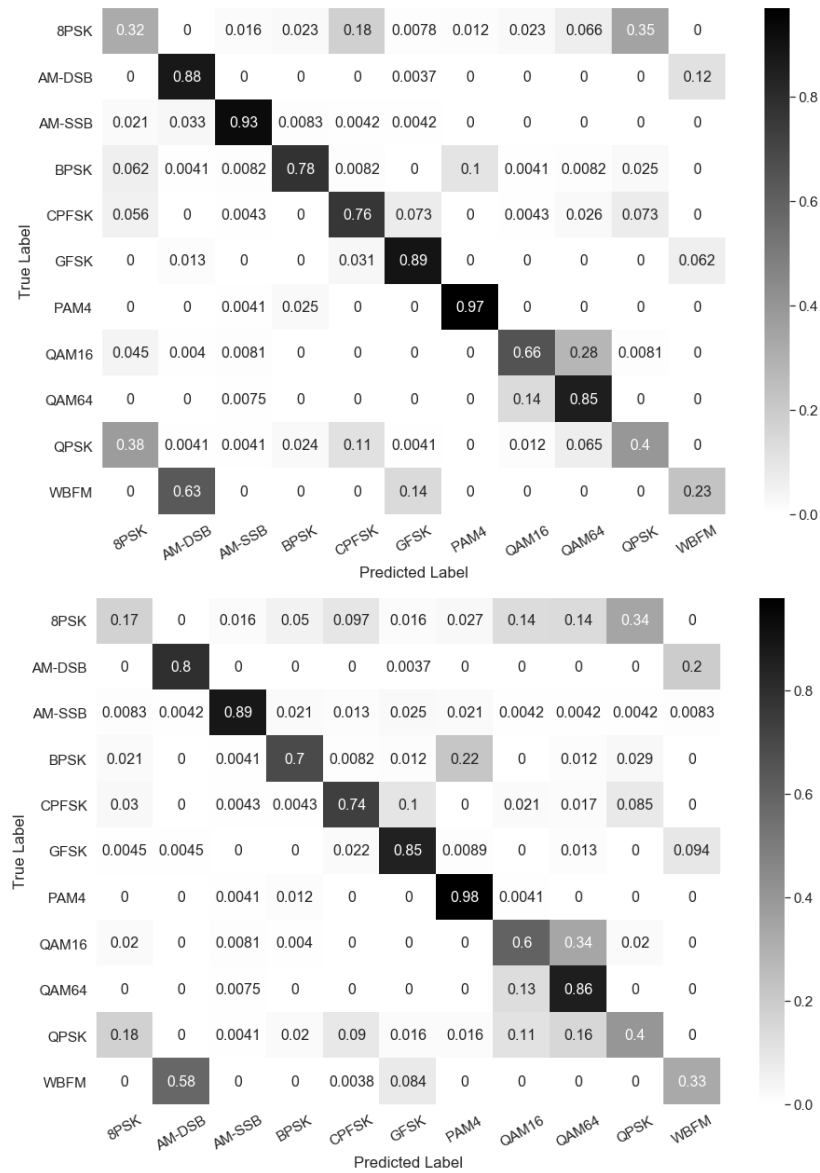 8PSK 0.32 0 0.016 0.023 0.18 0.0078 0.012 0.023 0.066 0.35 0
AM-DSB 0 0.88 0 0 0 0.0037 0 0 0 0 0.12
0.8
AM-SSB 0.021 0.033 0.93 0.0083 0.0042 0.0042 0 0 0 0 0
BPSK 0.062 0.0041 0.0082 0.78 0.0082 0 0.1 0.0041 0.0082 0.025 0
0.6
CPFSK 0.056 0 0.0043 0 0.76 0.073 0 0.0043 0.026 0.073 0
True Label
GFSK 0 0.013 0 0 0.031 0.89 0 0 0 0 0.062
PAM4 0 0 0.0041 0.025 0 0 0.97 0 0 0 0
0.4
QAM16 0.045 0.004 0.0081 0 0 0 0 0.66 0.28 0.0081 0
QAM64 0 0 0.0075 0 0 0 0 0.14 0.85 0 0
0.2
QPSK 0.38 0.0041 0.0041 0.024 0.11 0.0041 0 0.012 0.065 0.4 0
WBFM 0 0.63 0 0 0 0.14 0 0 0 0 0.23
0.0
8PSK AM-DSB AM-SSB BPSK CPFSK GFSK PAM4 QAM16 QAM64 QPSK WBFM
Predicted Label
8PSK 0.17 0 0.016 0.05 0.097 0.016 0.027 0.14 0.14 0.34 0
AM-DSB 0 0.8 0 0 0 0.0037 0 0 0 0 0.2
0.8
AM-SSB 0.0083 0.0042 0.89 0.021 0.013 0.025 0.021 0.0042 0.0042 0.0042 0.0083
BPSK 0.021 0 0.0041 0.7 0.0082 0.012 0.22 0 0.012 0.029 0
0.6
CPFSK 0.03 0 0.0043 0.0043 0.74 0.1 0 0.021 0.017 0.085 0
True Label
GFSK 0.0045 0.0045 0 0 0.022 0.85 0.0089 0 0.013 0 0.094
PAM4 0 0 0.0041 0.012 0 0 0.98 0.0041 0 0 0
0.4
QAM16 0.02 0 0.0081 0.004 0 0 0 0.6 0.34 0.02 0
QAM64 0 0 0.0075 0 0 0 0 0.13 0.86 0 0
0.2
QPSK 0.18 0 0.0041 0.02 0.09 0.016 0.016 0.11 0.16 0.4 0
WBFM 0 0.58 0 0 0.0038 0.084 0 0 0 0 0.33
0.0
8PSK AM-DSB AM-SSB BPSK CPFSK GFSK PAM4 QAM16 QAM64 QPSK WBFM
Predicted Label